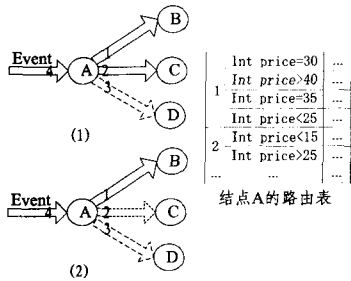 B
1
Event
4
A
2
C
3
D
(1)
B
1
Event
4
A
2
C
3
D
(2)
1
Int price=30 …
Int price>40 …
Int price=35 …
Int price<25 …
2
Int price<15 …
Int price>25 …
… … …
结点A的路由表